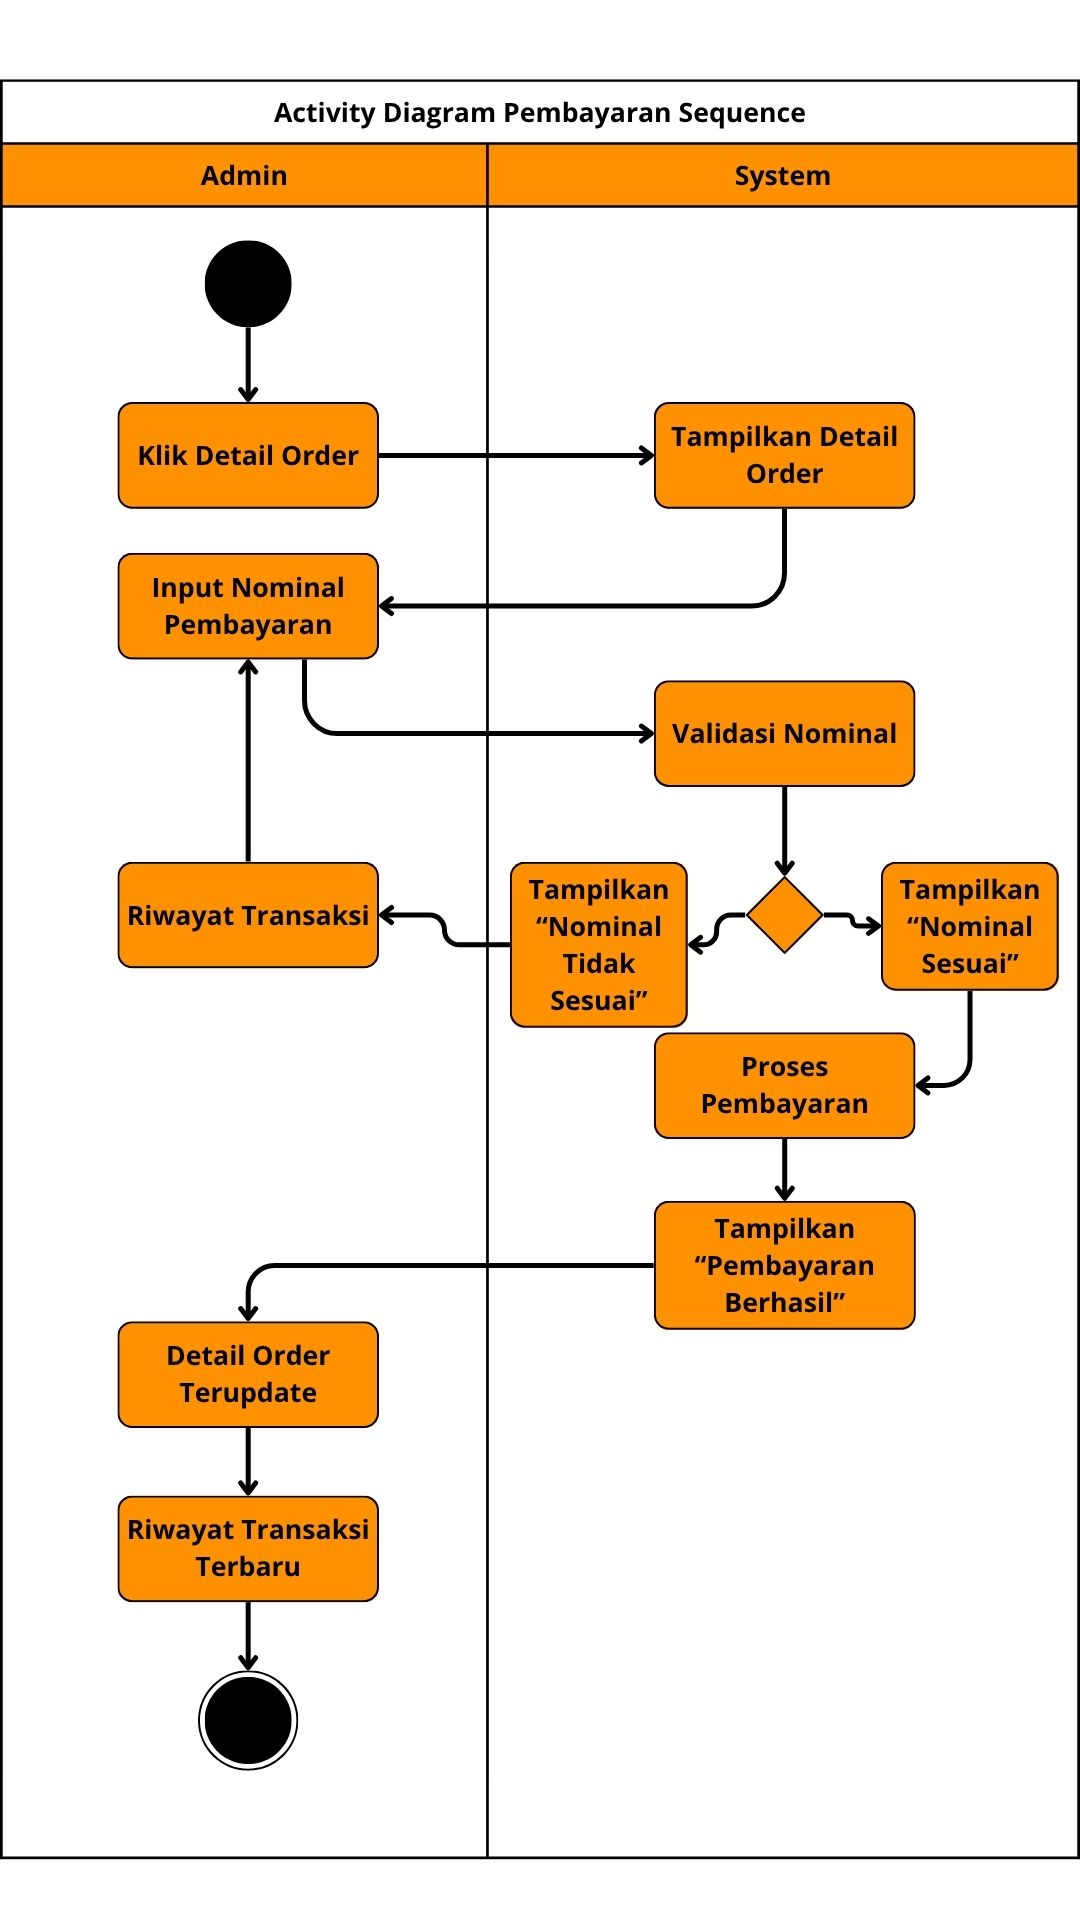 Activity Diagram Pembayaran Sequence
Admin
System
Klik Detail Order
Tampilkan Detail
Order
Input Nominal
Pembayaran
Validasi Nominal
Riwayat Transaksi
Tampilkan
“Nominal
Tidak
Sesuai”
Tampilkan
“Nominal
Sesuai”
Proses
Pembayaran
Tampilkan
“Pembayaran
Berhasil”
Detail Order
Terupdate
Riwayat Transaksi
Terbaru